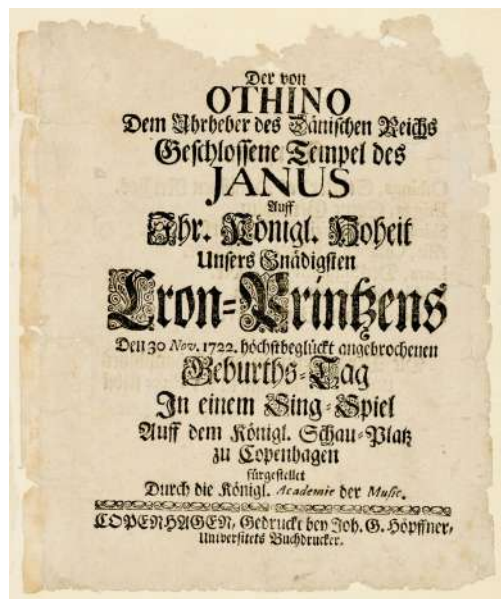 Der von
OTHINO
Dem Uhrheber des Dänischen Reichs
Geschlossene Tempel des
JANUS
Auff
Ihr. Königl. Hoheit
Unsers Gnädigsten
Cron-Printzens
Den 30 Nov. 1722. höchstbeglückt angebrochenen
Geburths-Tag
In einem Sing-Spiel
Auff dem Königl. Schau-Platz
zu Copenhagen
fürgestellet
Durch die Königl. Academie der Music.
COPENHAGEN, Gedruckt bey Joh. G. Höpffner,
Universitets Buchdrucker.